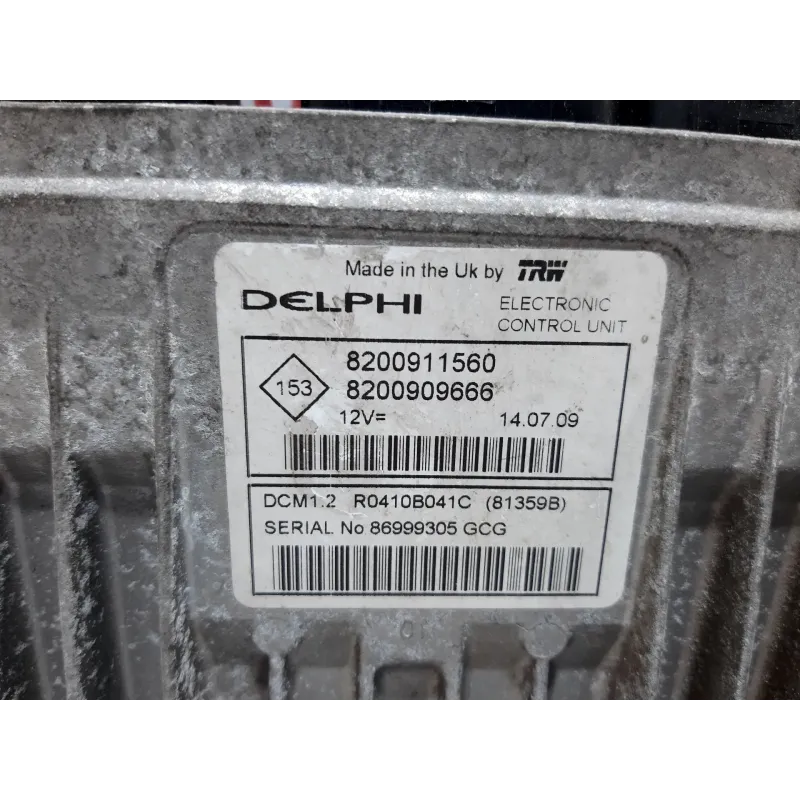 Made in the Uk by TRW
DELPHI
ELECTRONIC
CONTROL UNIT
153
8200911560
8200909666
12V=
14.07.09
DCM1.2 R0410B041C (81359B)
SERIAL No 86999305 GCG